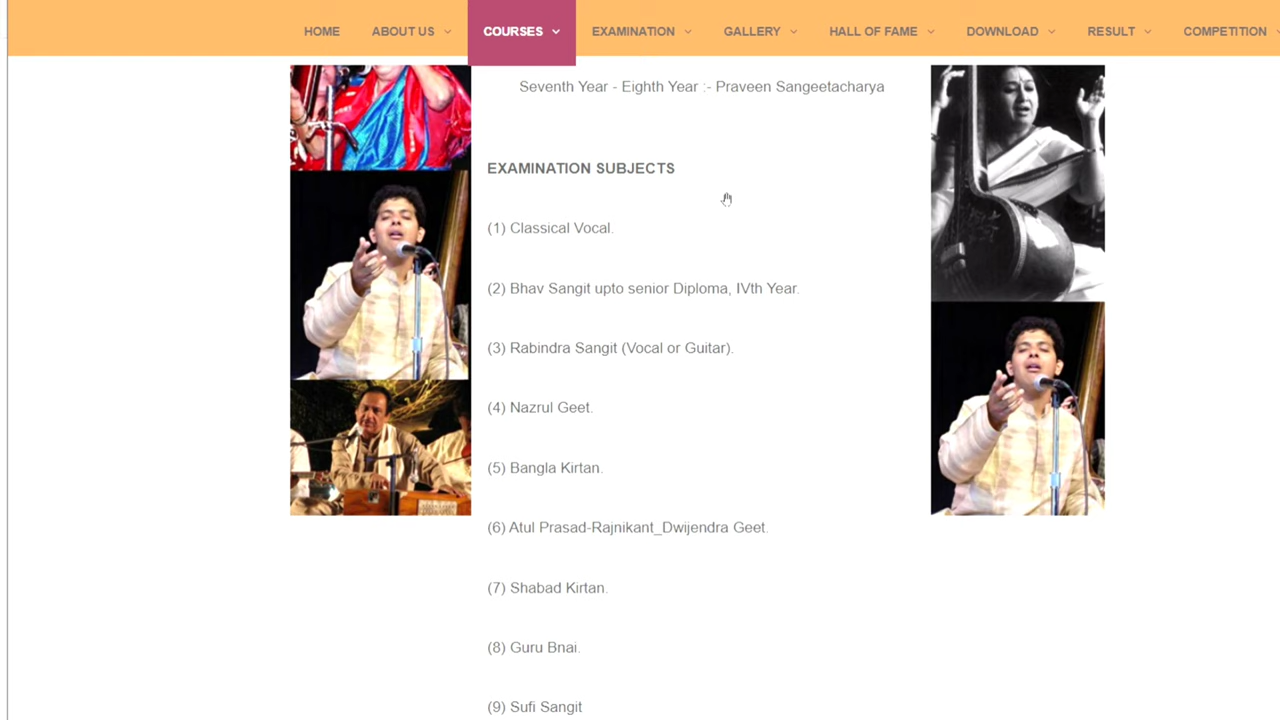 HOME ABOUT US COURSES EXAMINATION GALLERY HALL OF FAME DOWNLOAD RESULT COMPETITION
Seventh Year - Eighth Year :- Praveen Sangeetacharya
EXAMINATION SUBJECTS
(1) Classical Vocal.
(2) Bhav Sangit upto senior Diploma, IVth Year.
(3) Rabindra Sangit (Vocal or Guitar).
(4) Nazrul Geet.
(5) Bangla Kirtan.
(6) Atul Prasad-Rajnikant_Dwijendra Geet.
(7) Shabad Kirtan.
(8) Guru Bnai.
(9) Sufi Sangit